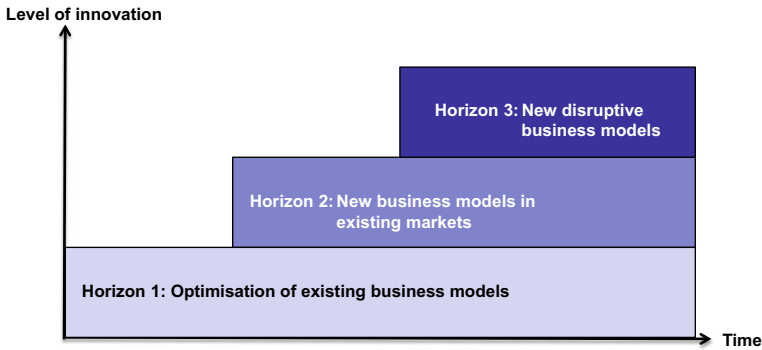 Level of innovation
Horizon 3: New disruptive
business models
Horizon 2: New business models in
existing markets
Horizon 1: Optimisation of existing business models
Time